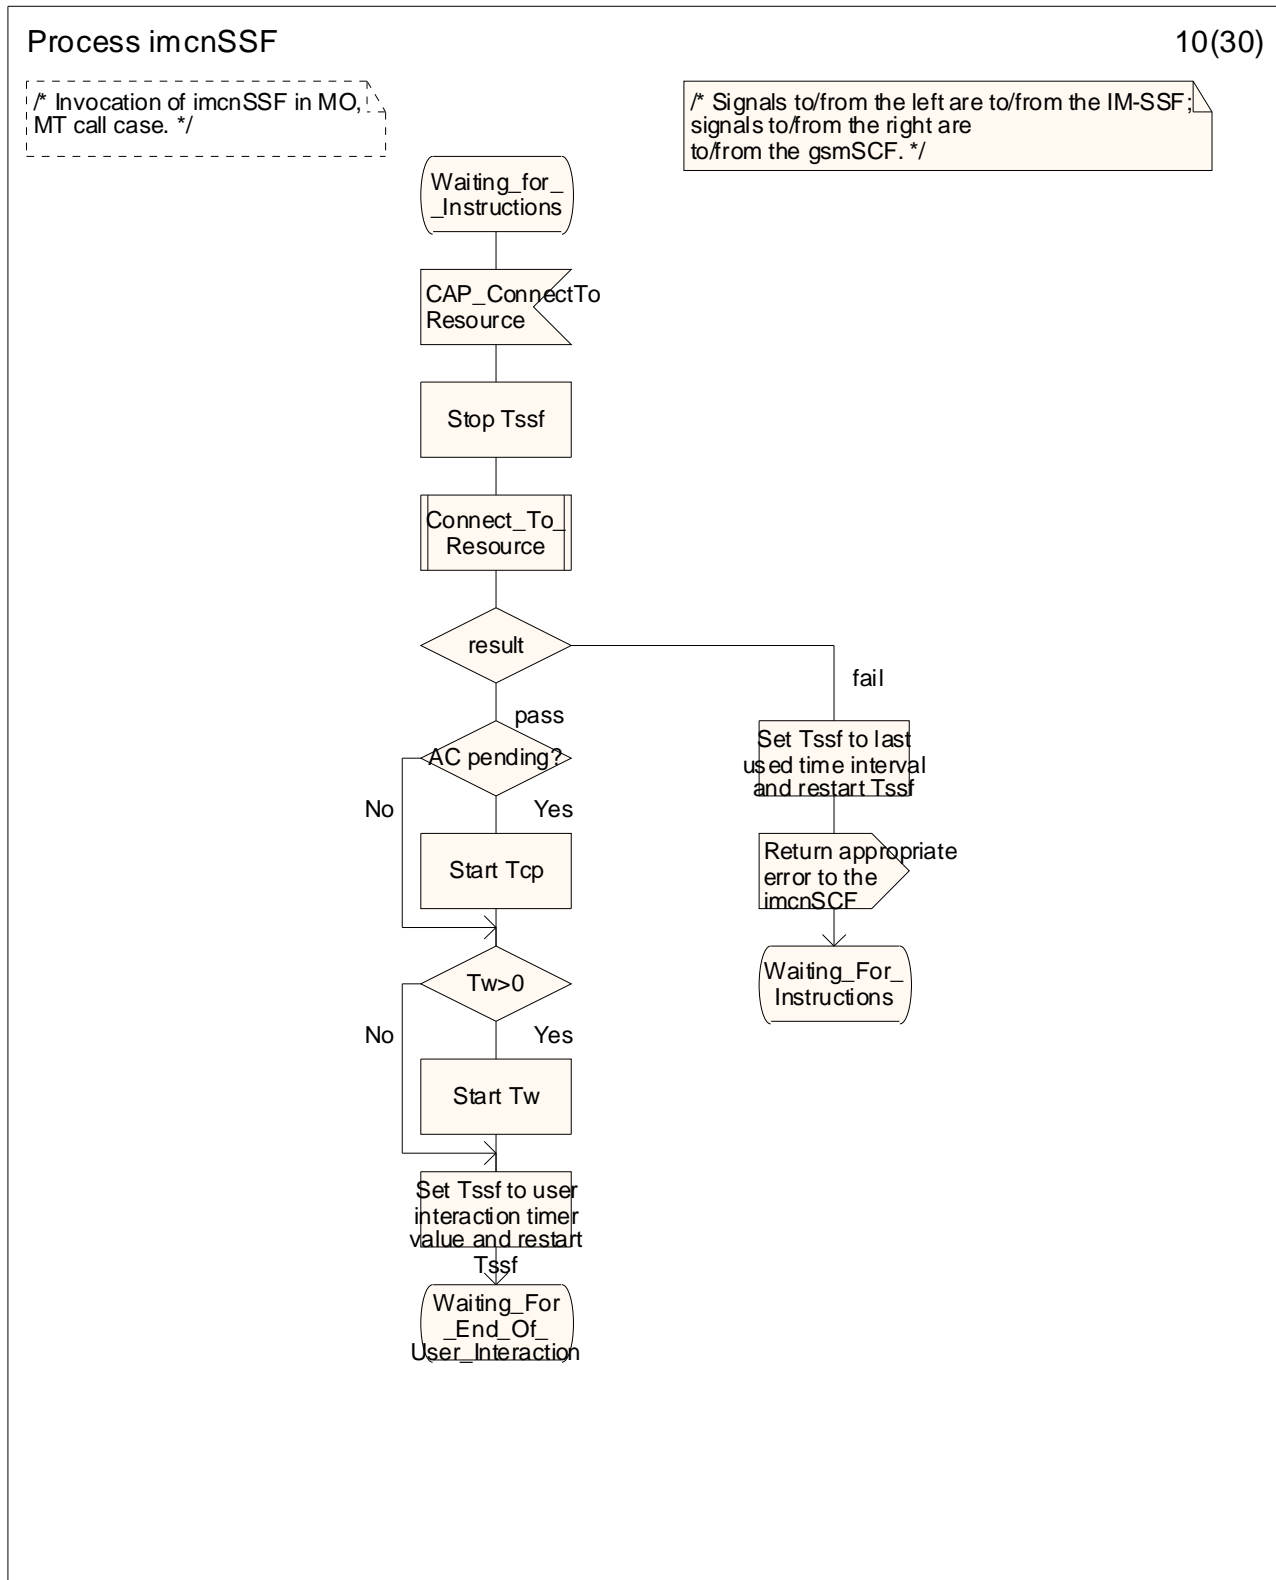 Process imcnSSF
10(30)
/* Invocation of imcnSSF in MO,
MT call case. */
/* Signals to/from the left are to/from the IM-SSF;
signals to/from the right are
to/from the gsmSCF. */
Waiting_for_
_Instructions
CAP_ConnectTo
Resource
Stop Tssf
Connect_To_
Resource
result
fail
pass
AC pending?
No
Yes
Start Tcp
Set Tssf to last
used time interval
and restart Tssf
Return appropriate
error to the
imcnSCF
Waiting_For_
Instructions
Tw>0
No
Yes
Start Tw
Set Tssf to user
interaction timer
value and restart
Tssf
Waiting_For
_End_Of_
User_Interaction